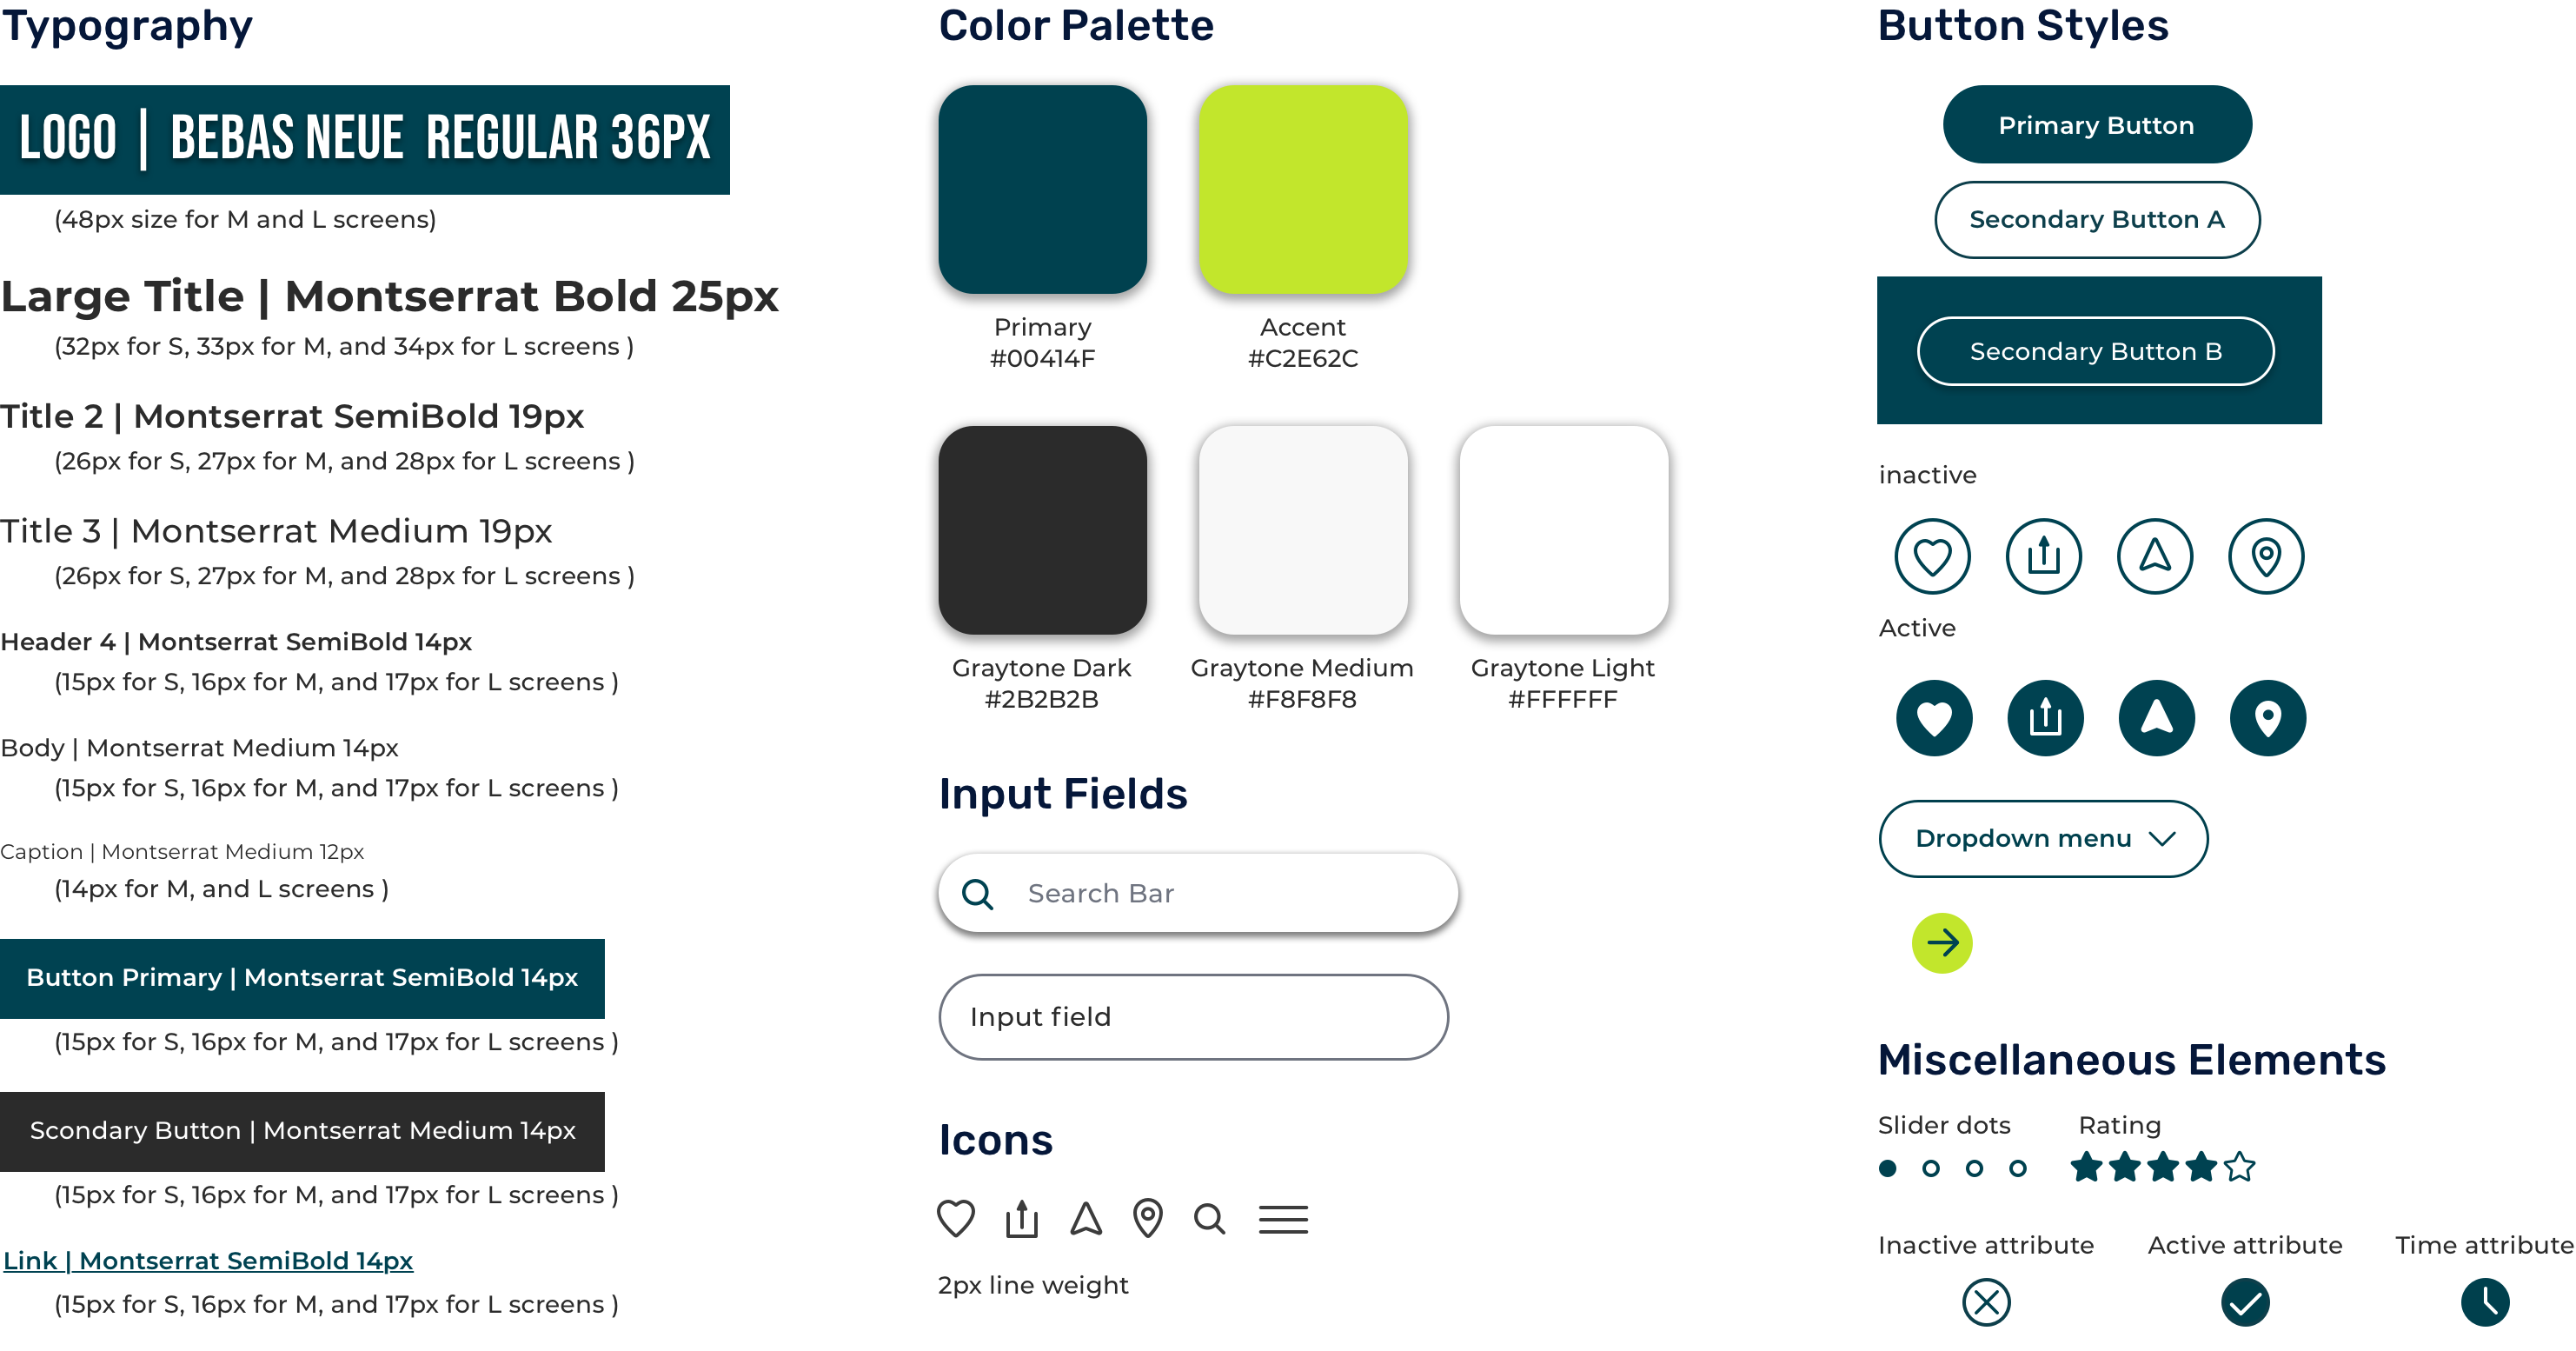 Typography
LOGO | BEBAS NEUE REGULAR 36PX
(48px size for M and L screens)
Large Title | Montserrat Bold 25px
(32px for S, 33px for M, and 34px for L screens )
Title 2 | Montserrat SemiBold 19px
(26px for S, 27px for M, and 28px for L screens )
Title 3 | Montserrat Medium 19px
(26px for S, 27px for M, and 28px for L screens )
Header 4 | Montserrat SemiBold 14px
(15px for S, 16px for M, and 17px for L screens )
Body | Montserrat Medium 14px
(15px for S, 16px for M, and 17px for L screens )
Caption | Montserrat Medium 12px
(14px for M, and L screens )
Button Primary | Montserrat SemiBold 14px
(15px for S, 16px for M, and 17px for L screens )
Scondary Button | Montserrat Medium 14px
(15px for S, 16px for M, and 17px for L screens )
Link | Montserrat SemiBold 14px
(15px for S, 16px for M, and 17px for L screens )
Color Palette
Primary
#00414F
Accent
#C2E62C
Graytone Dark
#2B2B2B
Graytone Medium
#F8F8F8
Graytone Light
#FFFFFF
Input Fields
Search Bar
Input field
Icons
2px line weight
Button Styles
Primary Button
Secondary Button A
Secondary Button B
inactive
Active
Dropdown menu
Miscellaneous Elements
Slider dots
Rating
Inactive attribute
Active attribute
Time attribute